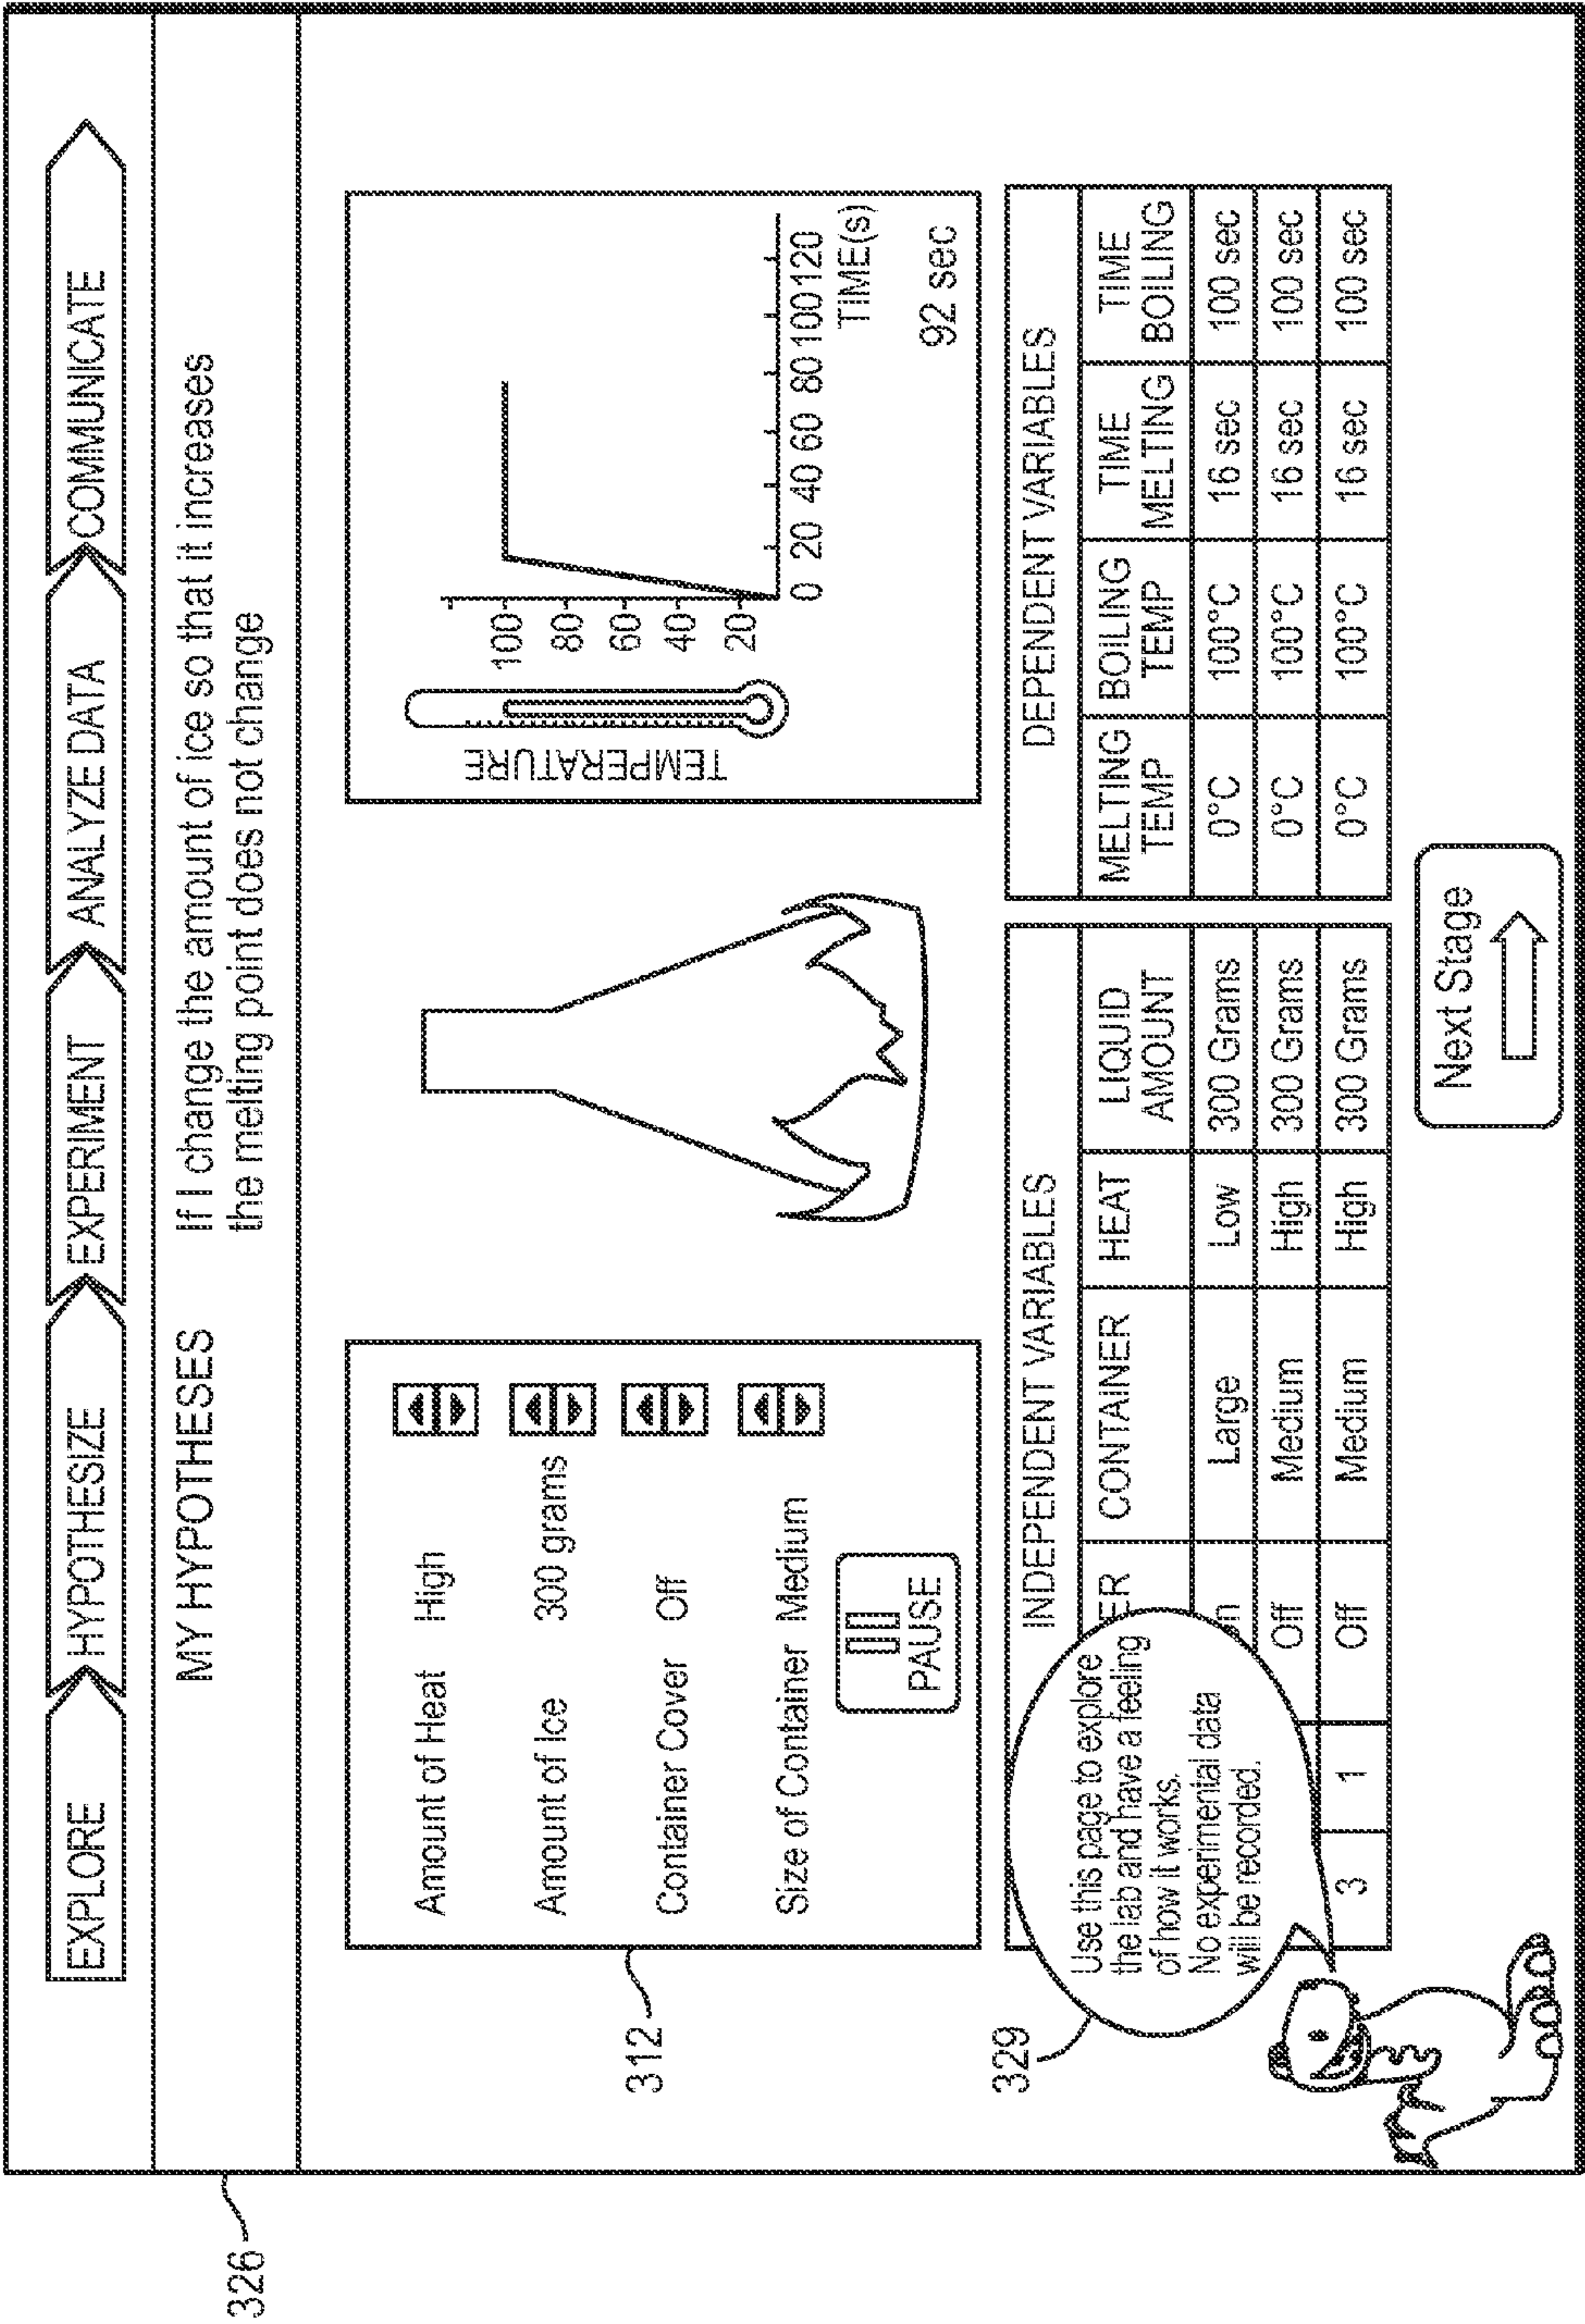 EXPLORE HYPOTHESIZE EXPERIMENT ANALYZE DATA COMMUNICATE
326
MY HYPOTHESES
If I change the amount of ice so that it increases
the melting point does not change
312
Amount of Heat High
Amount of Ice 300 grams
Container Cover Off
Size of Container Medium
PAUSE
TEMPERATURE
100
80
60
40
20
0 20 40 60 80 100 120
TIME(s)
92 sec
329
Use this page to explore
the lab and have a feeling
of how it works.
No experimental data
will be recorded.
INDEPENDENT VARIABLES
ER CONTAINER HEAT LIQUID
AMOUNT
n Large Low 300 Grams
Off Medium High 300 Grams
3 1 Off Medium High 300 Grams
DEPENDENT VARIABLES
MELTING BOILING TIME TIME
TEMP TEMP MELTING BOILING
0°C 100°C 16 sec 100 sec
0°C 100°C 16 sec 100 sec
0°C 100°C 16 sec 100 sec
Next Stage